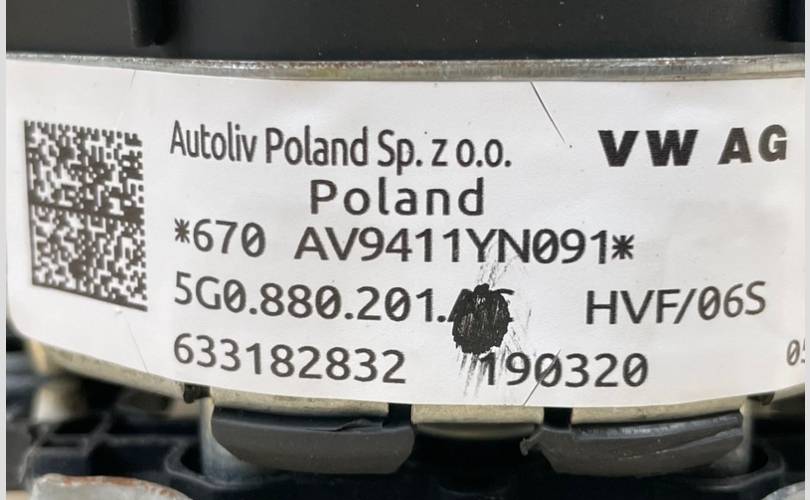 Autoliv Poland Sp. z o.o. VW AG
Poland
*670 AV9411YN091*
5G0.880.201. HVF/06S
633182832 190320